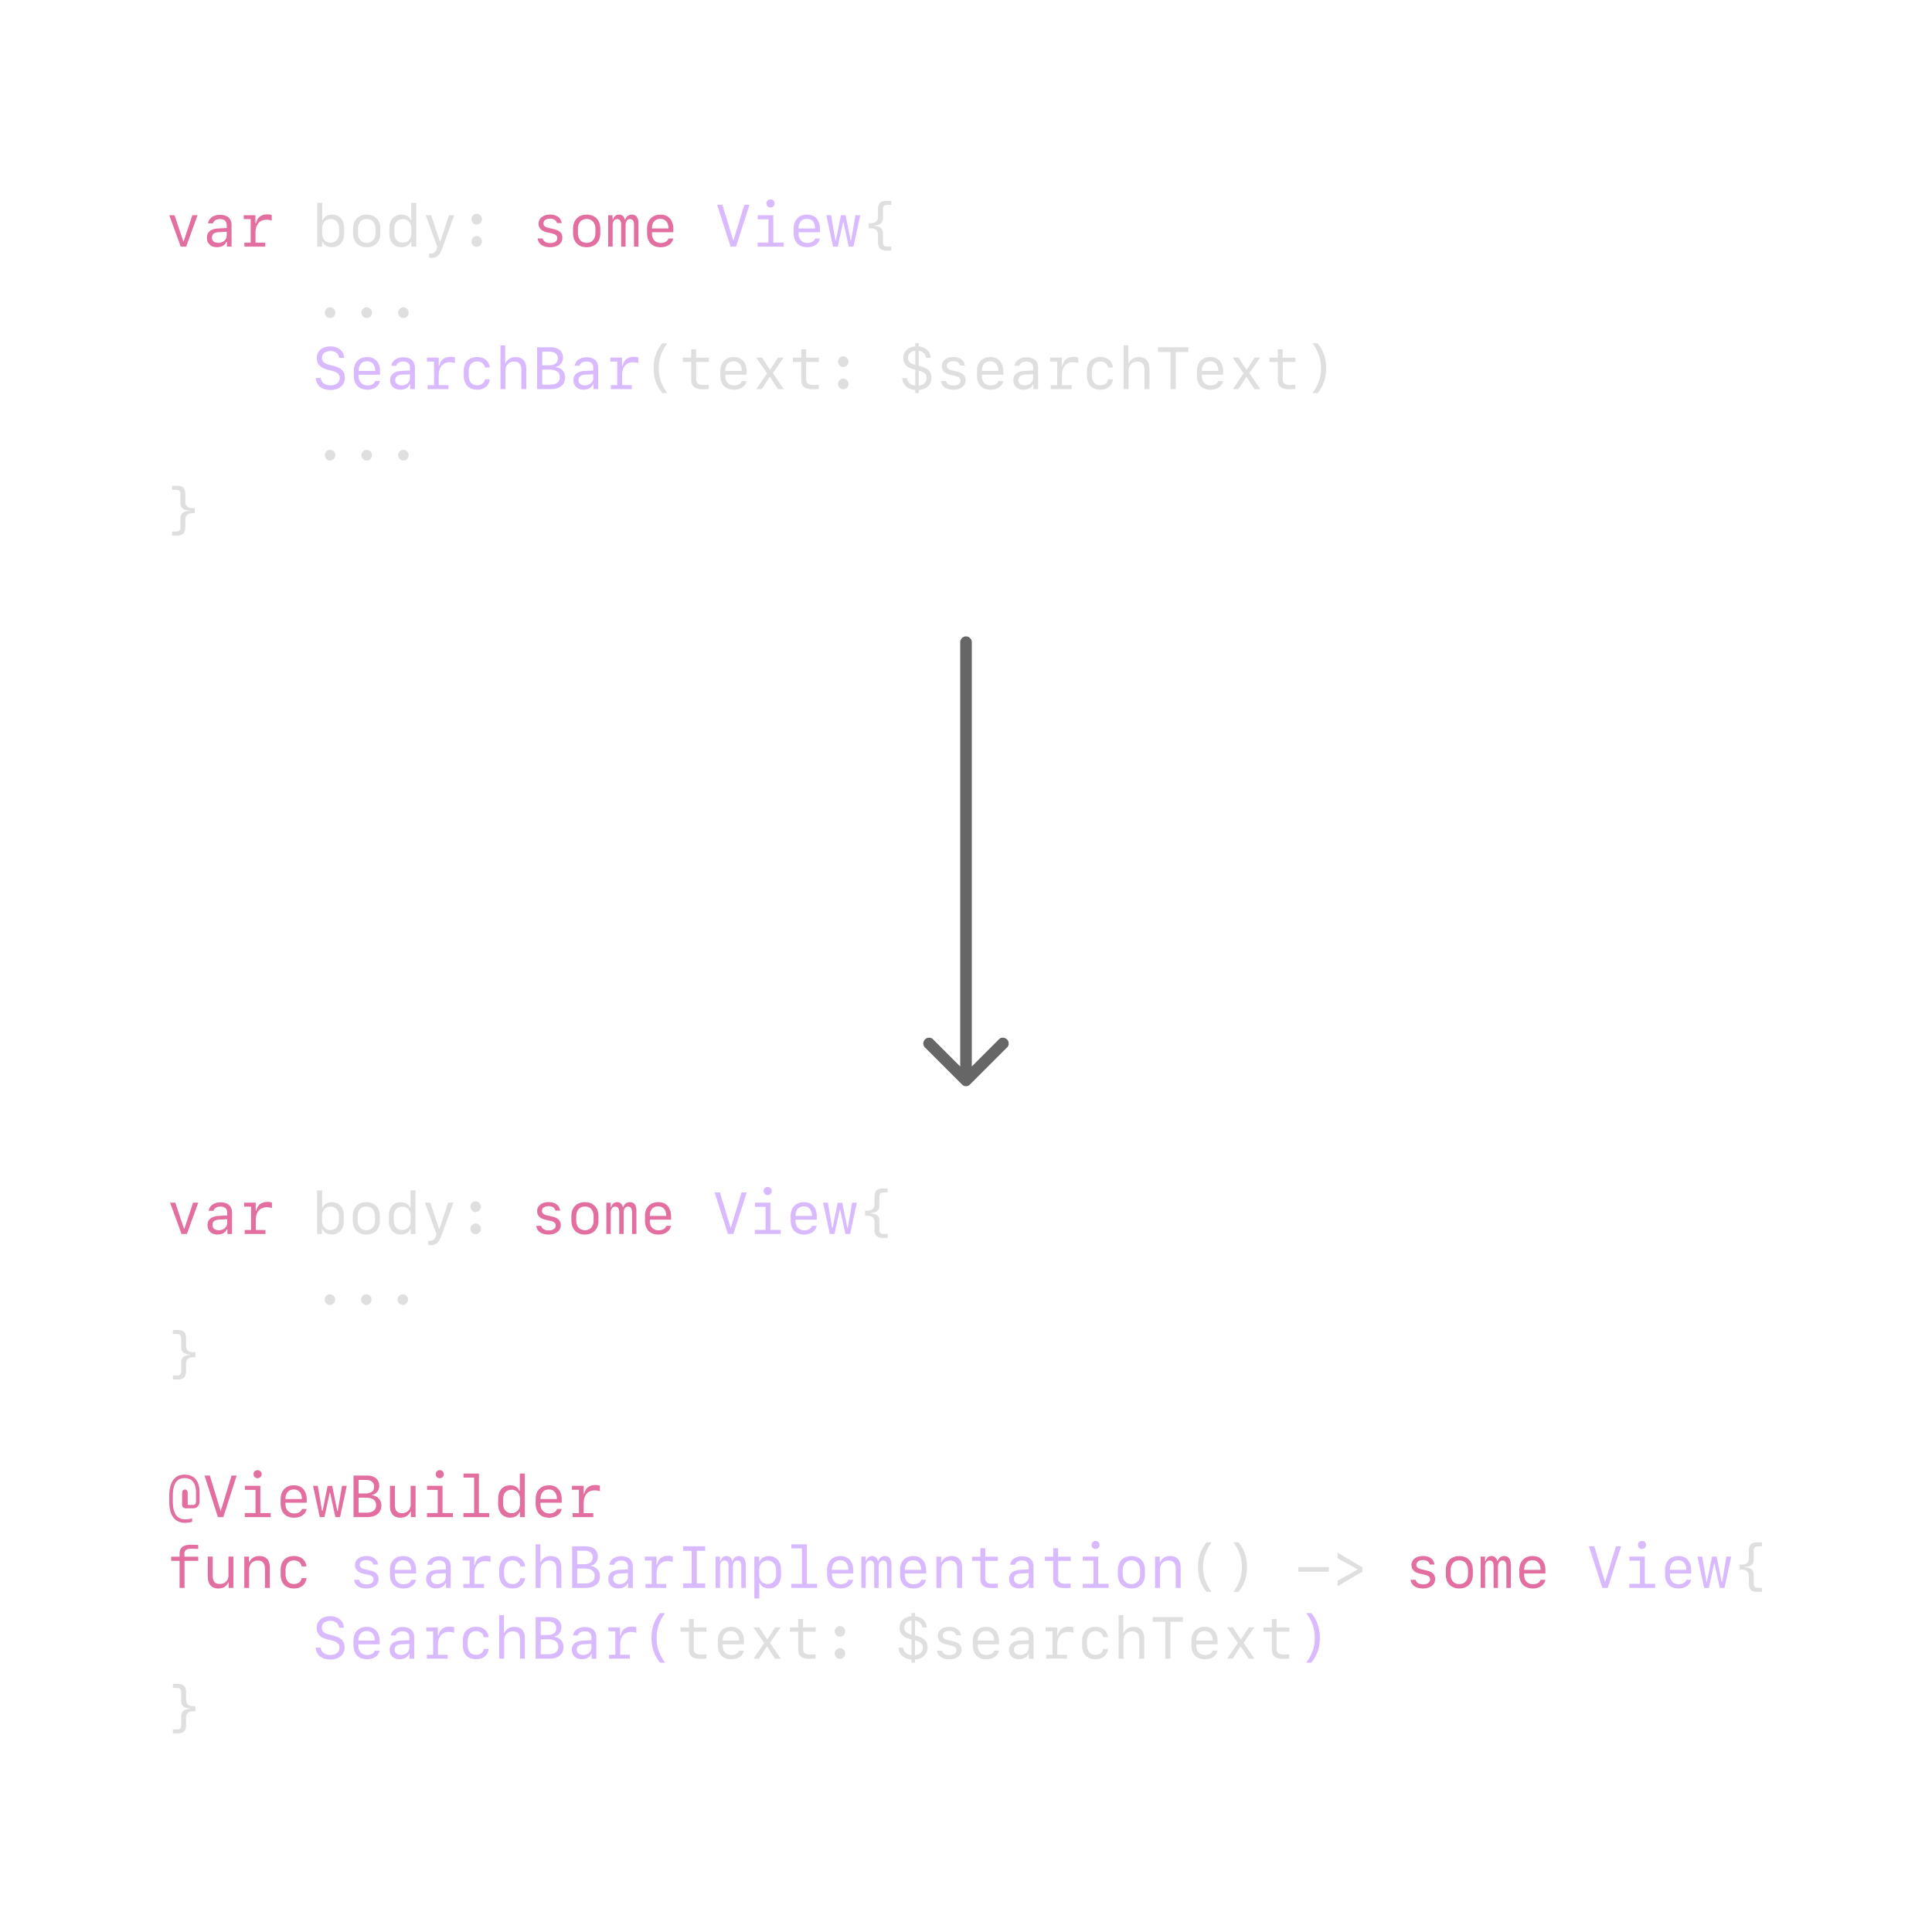 var body: some View{
    ...
    SearchBar(text: $searchText)
    ...
}
var body: some View{
    ...
}
@ViewBuilder
func searchBarImplementation() -> some View{
    SearchBar(text: $searchText)
}